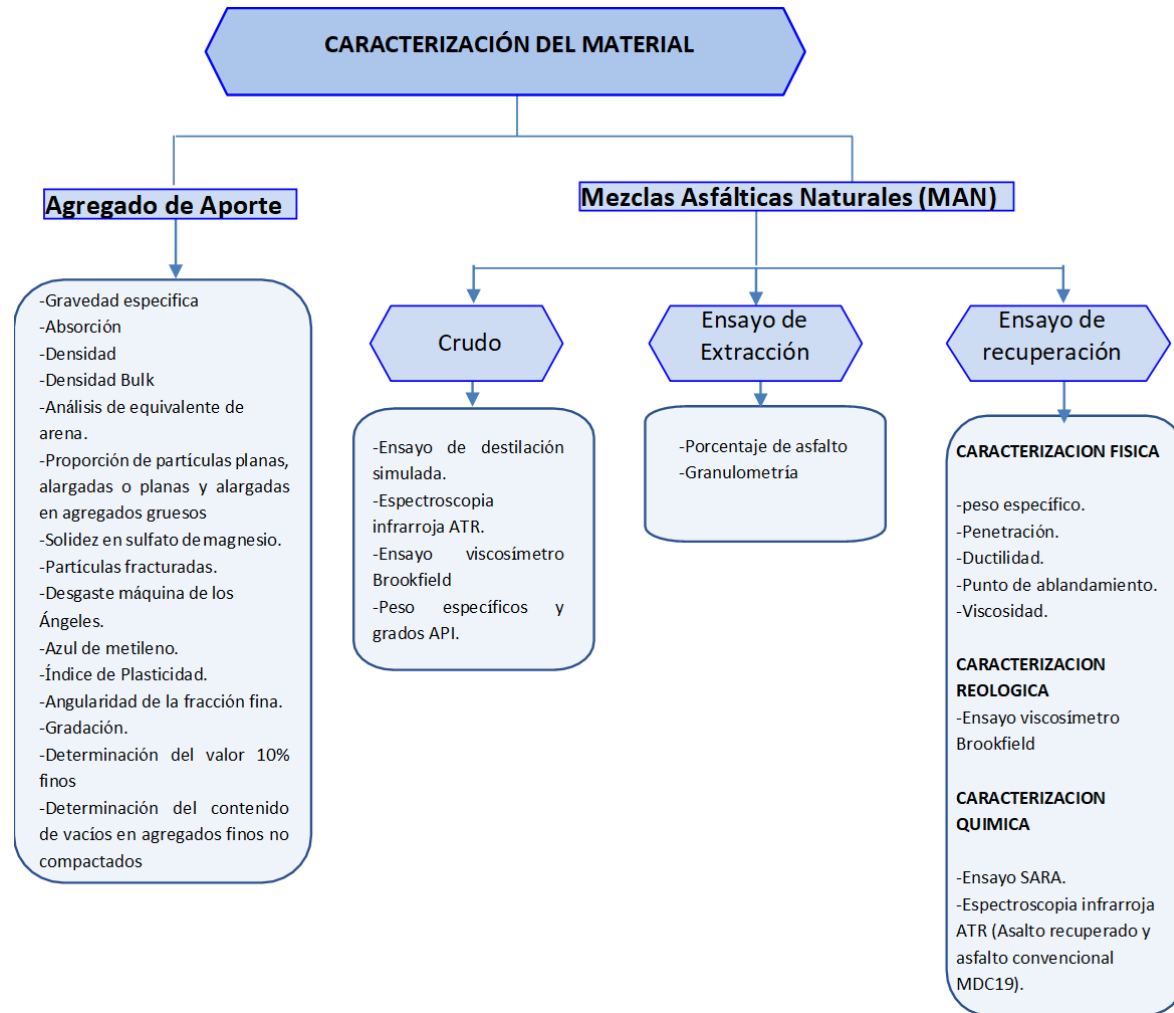 CARACTERIZACIÓN DEL MATERIAL
Agregado de Aporte
-Gravedad especifica
-Absorción
-Densidad
-Densidad Bulk
-Análisis de equivalente de
arena.
-Proporción de partículas planas,
alargadas o planas y alargadas
en agregados gruesos
-Solidez en sulfato de magnesio.
-Partículas fracturadas.
-Desgaste máquina de los
Ángeles.
-Azul de metileno.
-Índice de Plasticidad.
-Angularidad de la fracción fina.
-Gradación.
-Determinación del valor 10%
finos
-Determinación del contenido
de vacíos en agregados finos no
compactados
Mezclas Asfálticas Naturales (MAN)
Crudo
-Ensayo de destilación
simulada.
-Espectroscopia
infrarroja ATR.
-Ensayo viscosímetro
Brookfield
-Peso específicos y
grados API.
Ensayo de
Extracción
-Porcentaje de asfalto
-Granulometría
Ensayo de
recuperación
CARACTERIZACION FISICA
-peso específico.
-Penetración.
-Ductilidad.
-Punto de ablandamiento.
-Viscosidad.
CARACTERIZACION
REOLOGICA
-Ensayo viscosímetro
Brookfield
CARACTERIZACION
QUIMICA
-Ensayo SARA.
-Espectroscopia infrarroja
ATR (Asalto recuperado y
asfalto convencional
MDC19).